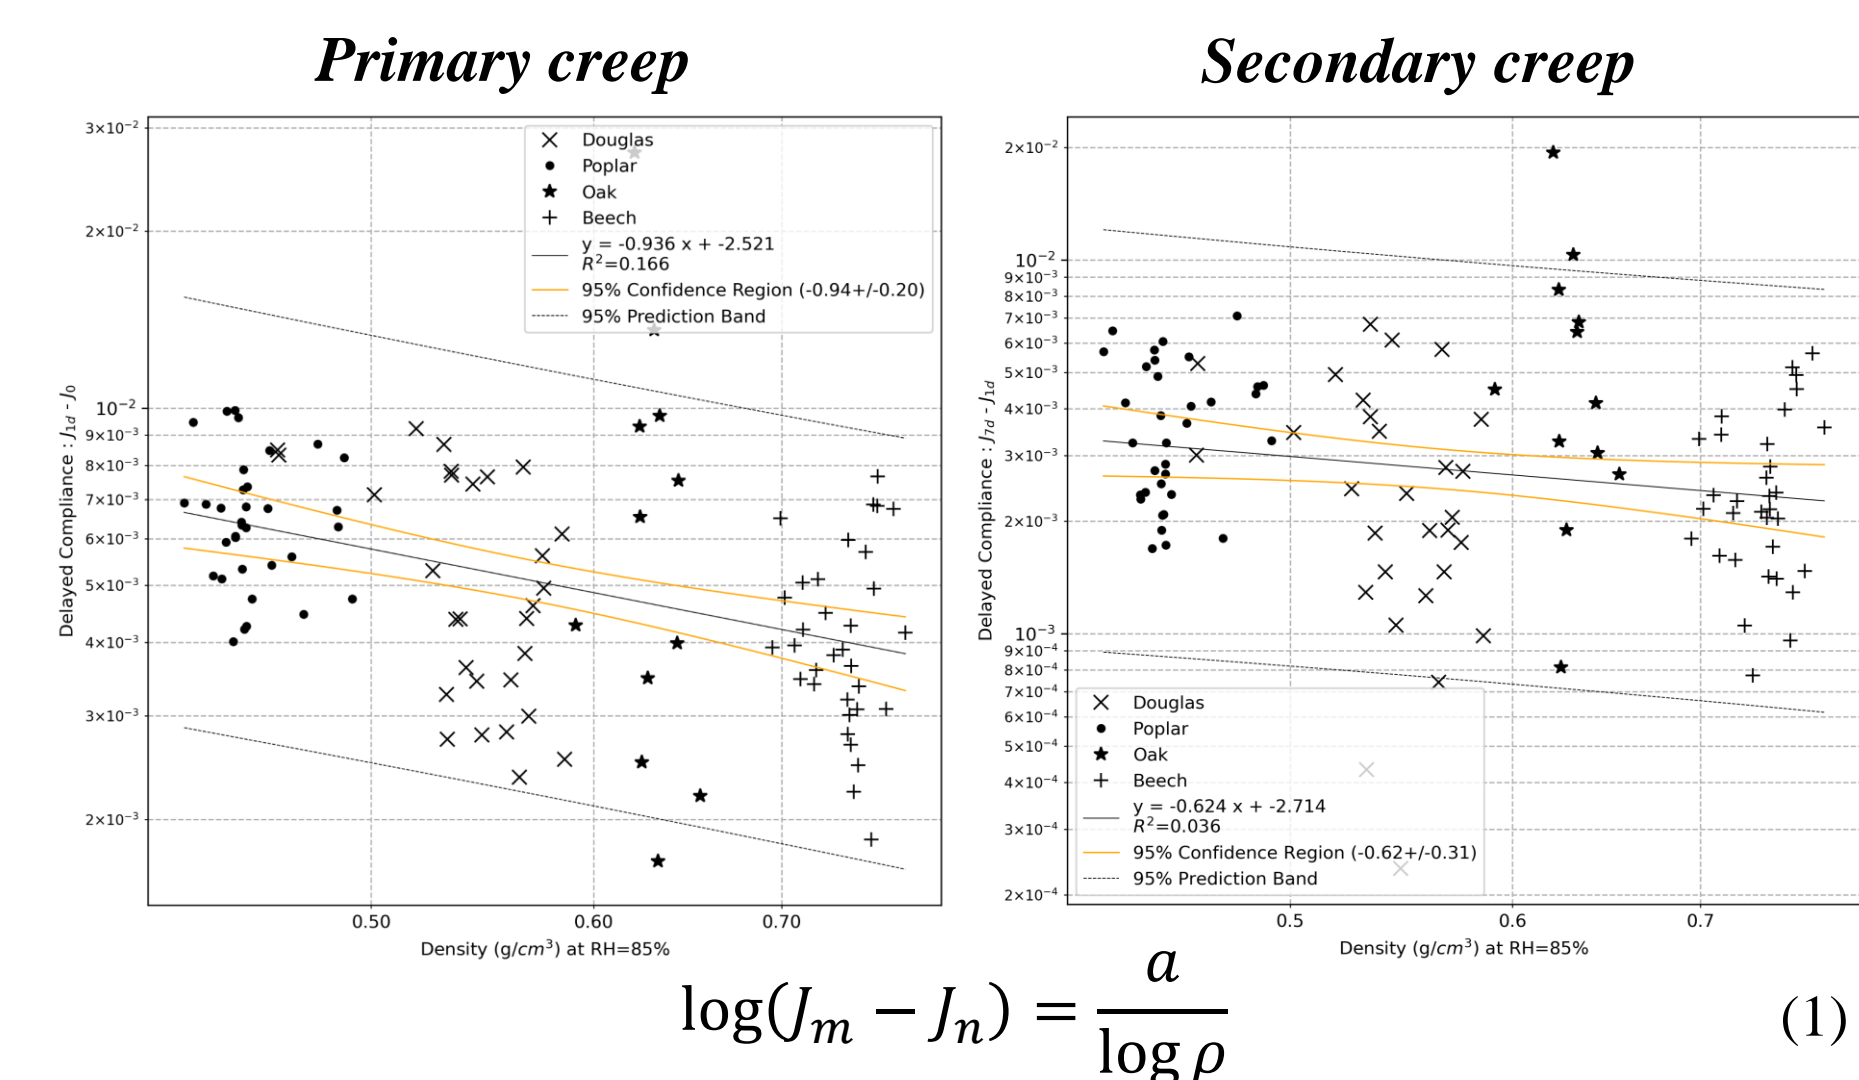 Primary creep
Secondary creep
Delayed Compliance : J₁d - J₀
3×10⁻²
2×10⁻²
10⁻²
9×10⁻³
8×10⁻³
7×10⁻³
6×10⁻³
5×10⁻³
4×10⁻³
3×10⁻³
2×10⁻³
Douglas
Poplar
Oak
Beech
y = -0.936 x + -2.521
R²=0.166
95% Confidence Region (-0.94+/-0.20)
95% Prediction Band
0.50 0.60 0.70
Density (g/cm³) at RH=85%
Delayed Compliance : J₇d - J₁d
2×10⁻²
10⁻²
9×10⁻³
8×10⁻³
7×10⁻³
6×10⁻³
5×10⁻³
4×10⁻³
3×10⁻³
2×10⁻³
10⁻³
9×10⁻⁴
8×10⁻⁴
7×10⁻⁴
6×10⁻⁴
5×10⁻⁴
4×10⁻⁴
3×10⁻⁴
2×10⁻⁴
Douglas
Poplar
Oak
Beech
y = -0.624 x + -2.714
R²=0.036
95% Confidence Region (-0.62+/-0.31)
95% Prediction Band
0.5 0.6 0.7
Density (g/cm³) at RH=85%
log(Jₘ − Jₙ) = a / log ρ (1)